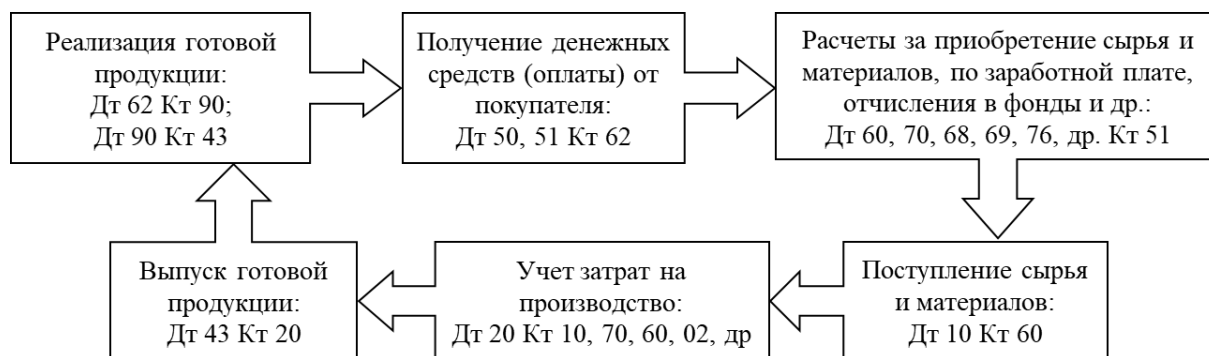 Реализация готовой
продукции:
Дт 62 Кт 90;
Дт 90 Кт 43
Получение денежных
средств (оплаты) от
покупателя:
Дт 50, 51 Кт 62
Расчеты за приобретение сырья и
материалов, по заработной плате,
отчисления в фонды и др.:
Дт 60, 70, 68, 69, 76, др. Кт 51
Поступление сырья
и материалов:
Дт 10 Кт 60
Учет затрат на
производство:
Дт 20 Кт 10, 70, 60, 02, др
Выпуск готовой
продукции:
Дт 43 Кт 20